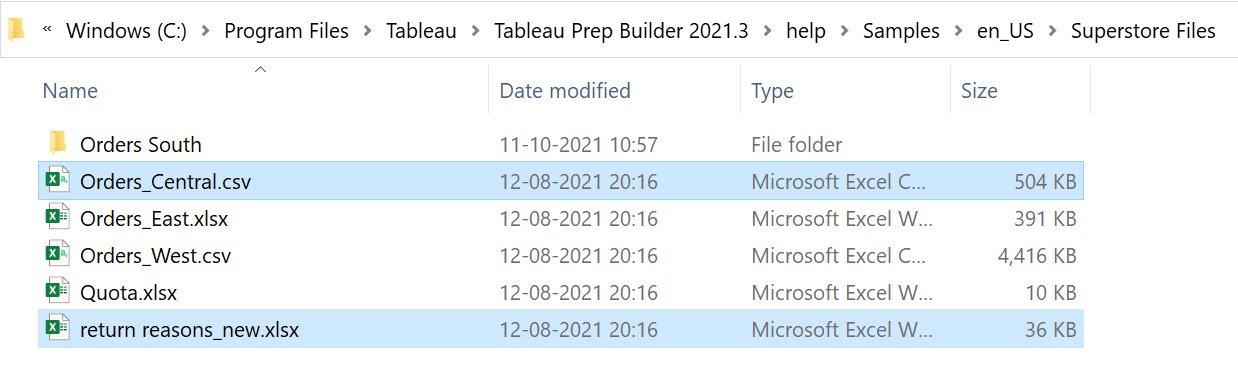 « Windows (C:) > Program Files > Tableau > Tableau Prep Builder 2021.3 > help > Samples > en_US > Superstore Files
Name Date modified Type Size
Orders South 11-10-2021 10:57 File folder
Orders_Central.csv 12-08-2021 20:16 Microsoft Excel C... 504 KB
Orders_East.xlsx 12-08-2021 20:16 Microsoft Excel W... 391 KB
Orders_West.csv 12-08-2021 20:16 Microsoft Excel C... 4,416 KB
Quota.xlsx 12-08-2021 20:16 Microsoft Excel W... 10 KB
return reasons_new.xlsx 12-08-2021 20:16 Microsoft Excel W... 36 KB